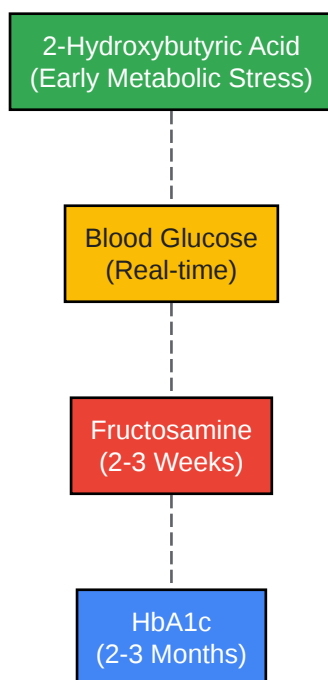 2-Hydroxybutyric Acid
(Early Metabolic Stress)
Blood Glucose
(Real-time)
Fructosamine
(2-3 Weeks)
HbA1c
(2-3 Months)